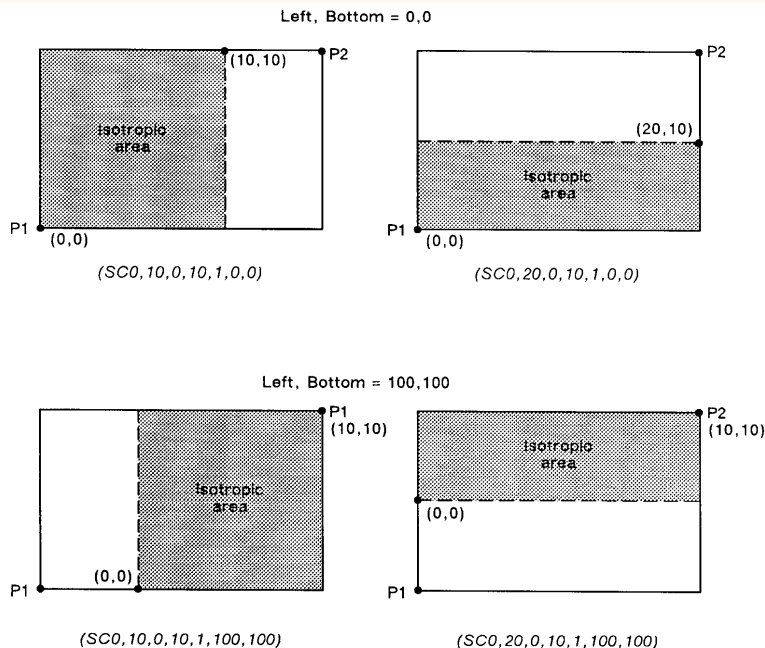 Left, Bottom = 0,0
P2
(10,10)
Isotropic
area
P1
(0,0)
(SC0,10,0,10,1,0,0)
P2
(20,10)
Isotropic
area
P1
(0,0)
(SC0,20,0,10,1,0,0)
Left, Bottom = 100,100
P1
(10,10)
Isotropic
area
(0,0)
P1
(SC0,10,0,10,1,100,100)
P2
(10,10)
Isotropic
area
(0,0)
P1
(SC0,20,0,10,1,100,100)